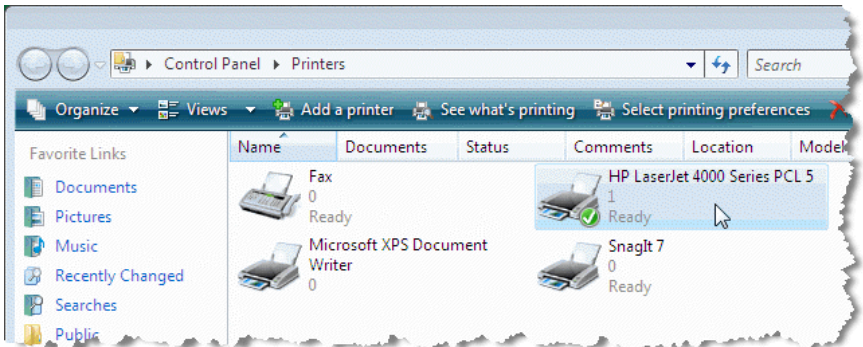 Control Panel Printers
Search
Organize Views Add a printer See what's printing Select printing preferences
Favorite Links
Documents
Pictures
Music
Recently Changed
Searches
Public
Name Documents Status Comments Location Model
Fax
0
Ready
HP LaserJet 4000 Series PCL 5
1
Ready
Microsoft XPS Document
Writer
0
SnagIt 7
0
Ready